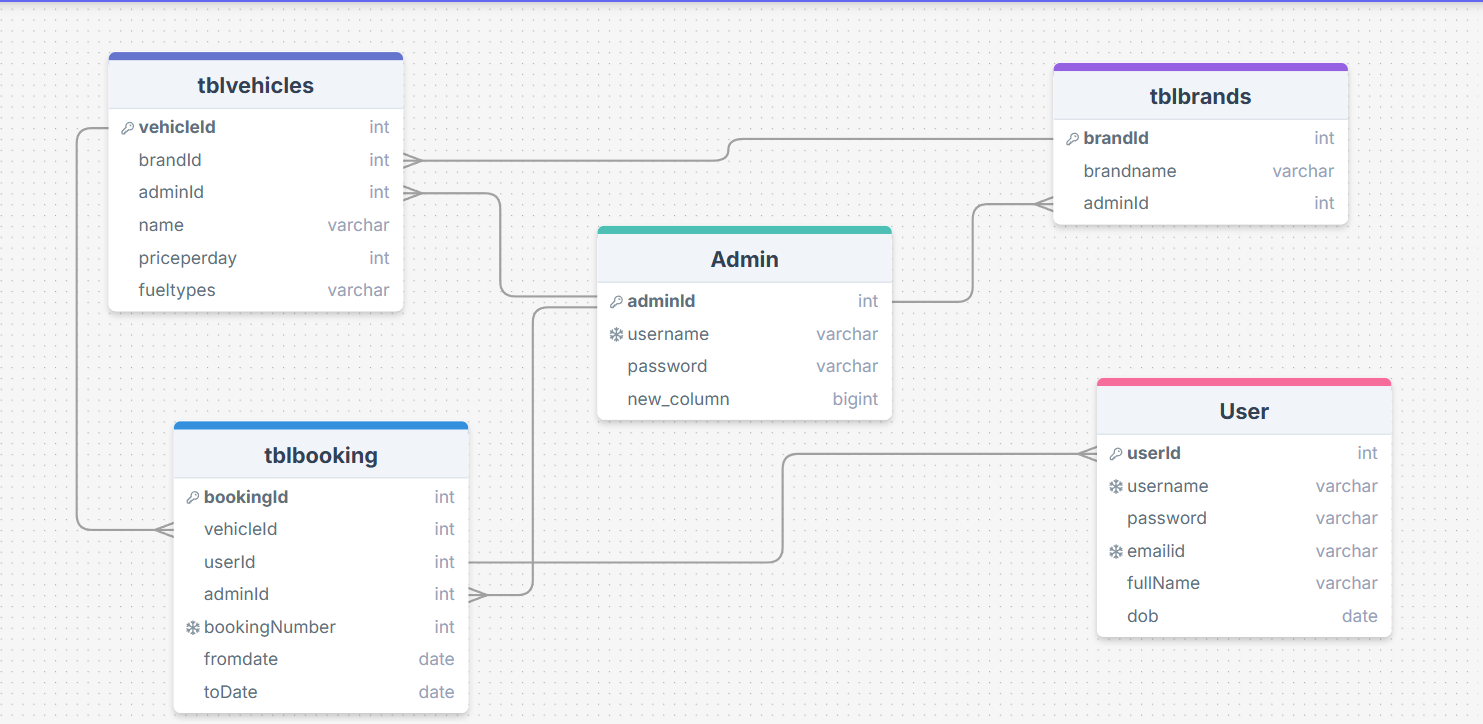 tblvehicles
vehicleId int
brandId int
adminId int
name varchar
priceperday int
fueltypes varchar
tblbrands
brandId int
brandname varchar
adminId int
Admin
adminId int
username varchar
password varchar
new_column bigint
User
userId int
username varchar
password varchar
emailid varchar
fullName varchar
dob date
tblbooking
bookingId int
vehicleId int
userId int
adminId int
bookingNumber int
fromdate date
toDate date